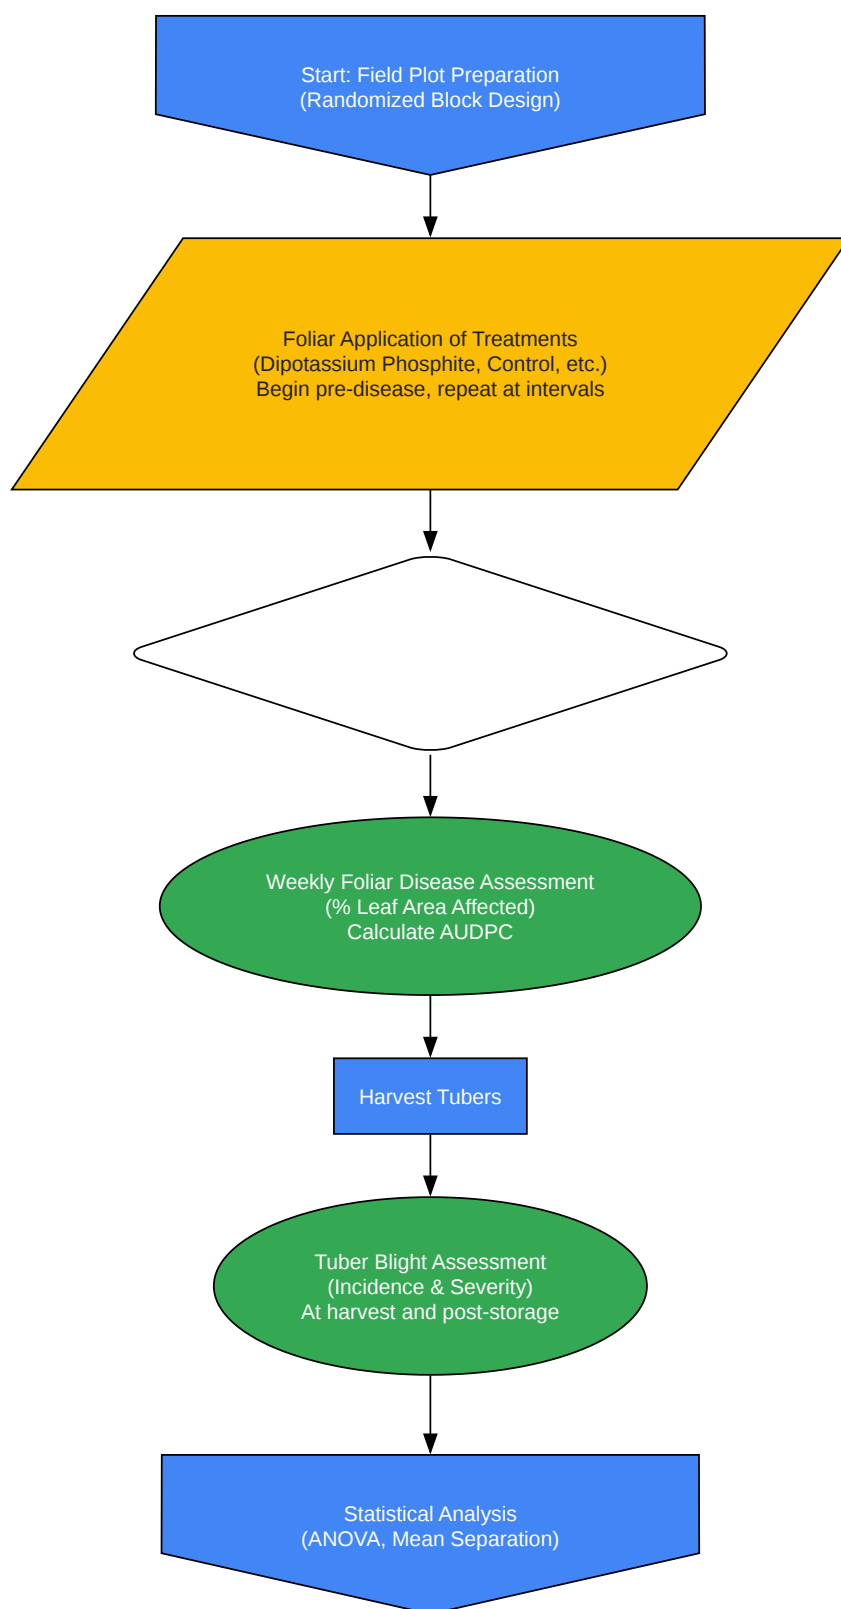 Start: Field Plot Preparation
(Randomized Block Design)
Foliar Application of Treatments
(Dipotassium Phosphite, Control, etc.)
Begin pre-disease, repeat at intervals
Weekly Foliar Disease Assessment
(% Leaf Area Affected)
Calculate AUDPC
Harvest Tubers
Tuber Blight Assessment
(Incidence & Severity)
At harvest and post-storage
Statistical Analysis
(ANOVA, Mean Separation)